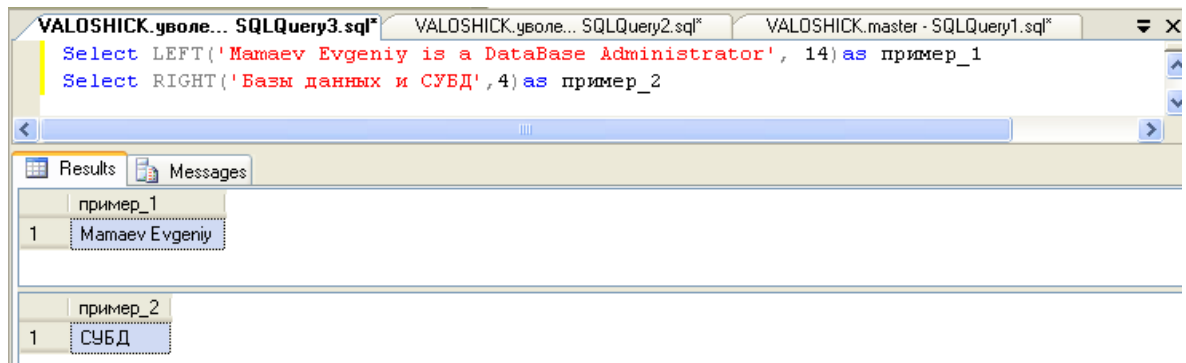 VALOSHICK.уволе... SQLQuery3.sql* VALOSHICK.уволе... SQLQuery2.sql* VALOSHICK.master - SQLQuery1.sql*
Select LEFT('Mamaev Evgeniy is a DataBase Administrator', 14)as пример_1
Select RIGHT('Базы данных и СУБД',4)as пример_2
Results Messages
пример_1
1 Mamaev Evgeniy
пример_2
1 СУБД